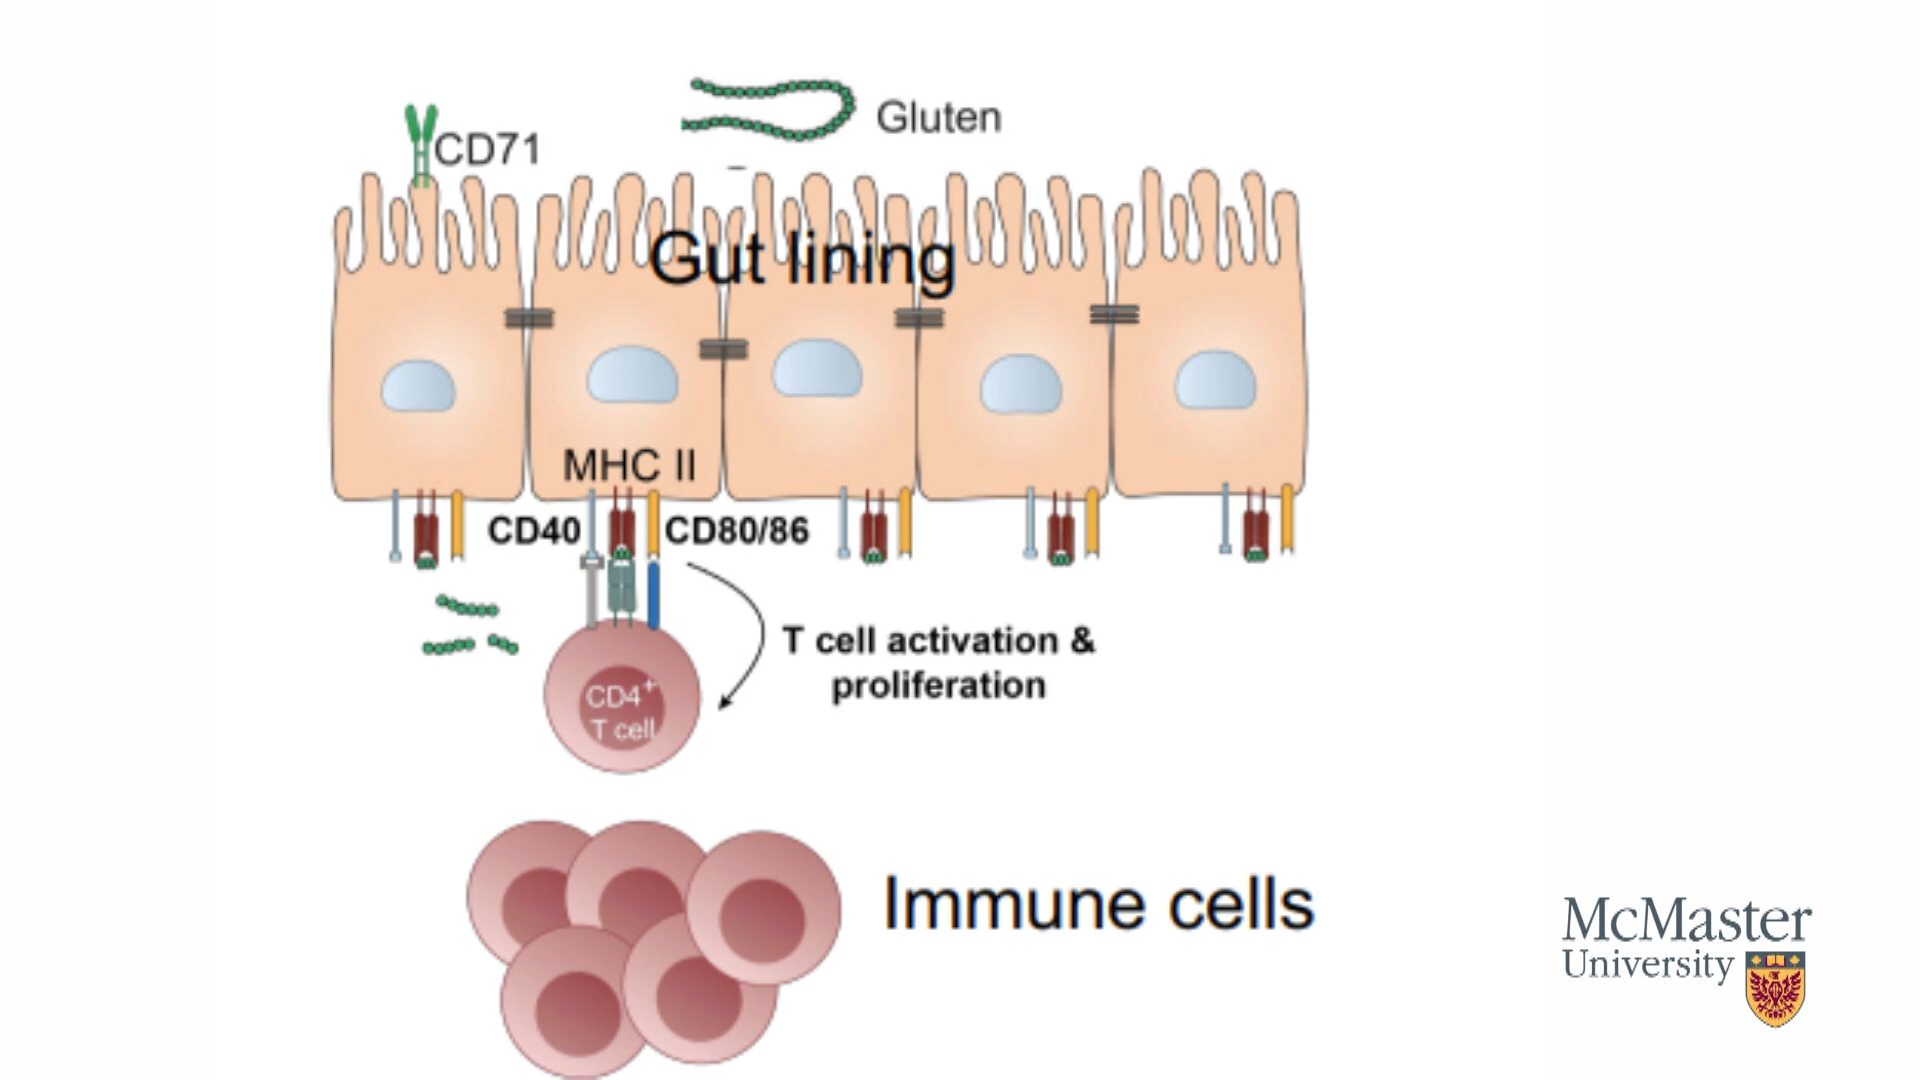 Gluten
CD71
Gut lining
MHC II
CD40
CD80/86
T cell activation &
proliferation
CD4+
T cell
Immune cells
McMaster
University